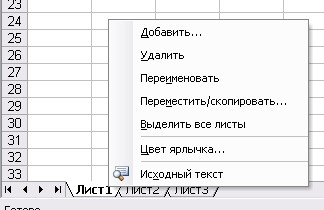 23
24
25
26
27
28
29
30
31
32
33
Добавить...
Удалить
Переименовать
Переместить/скопировать...
Выделить все листы
Цвет ярлычка...
Исходный текст
Лист1 Лист2 Лист3
Готово